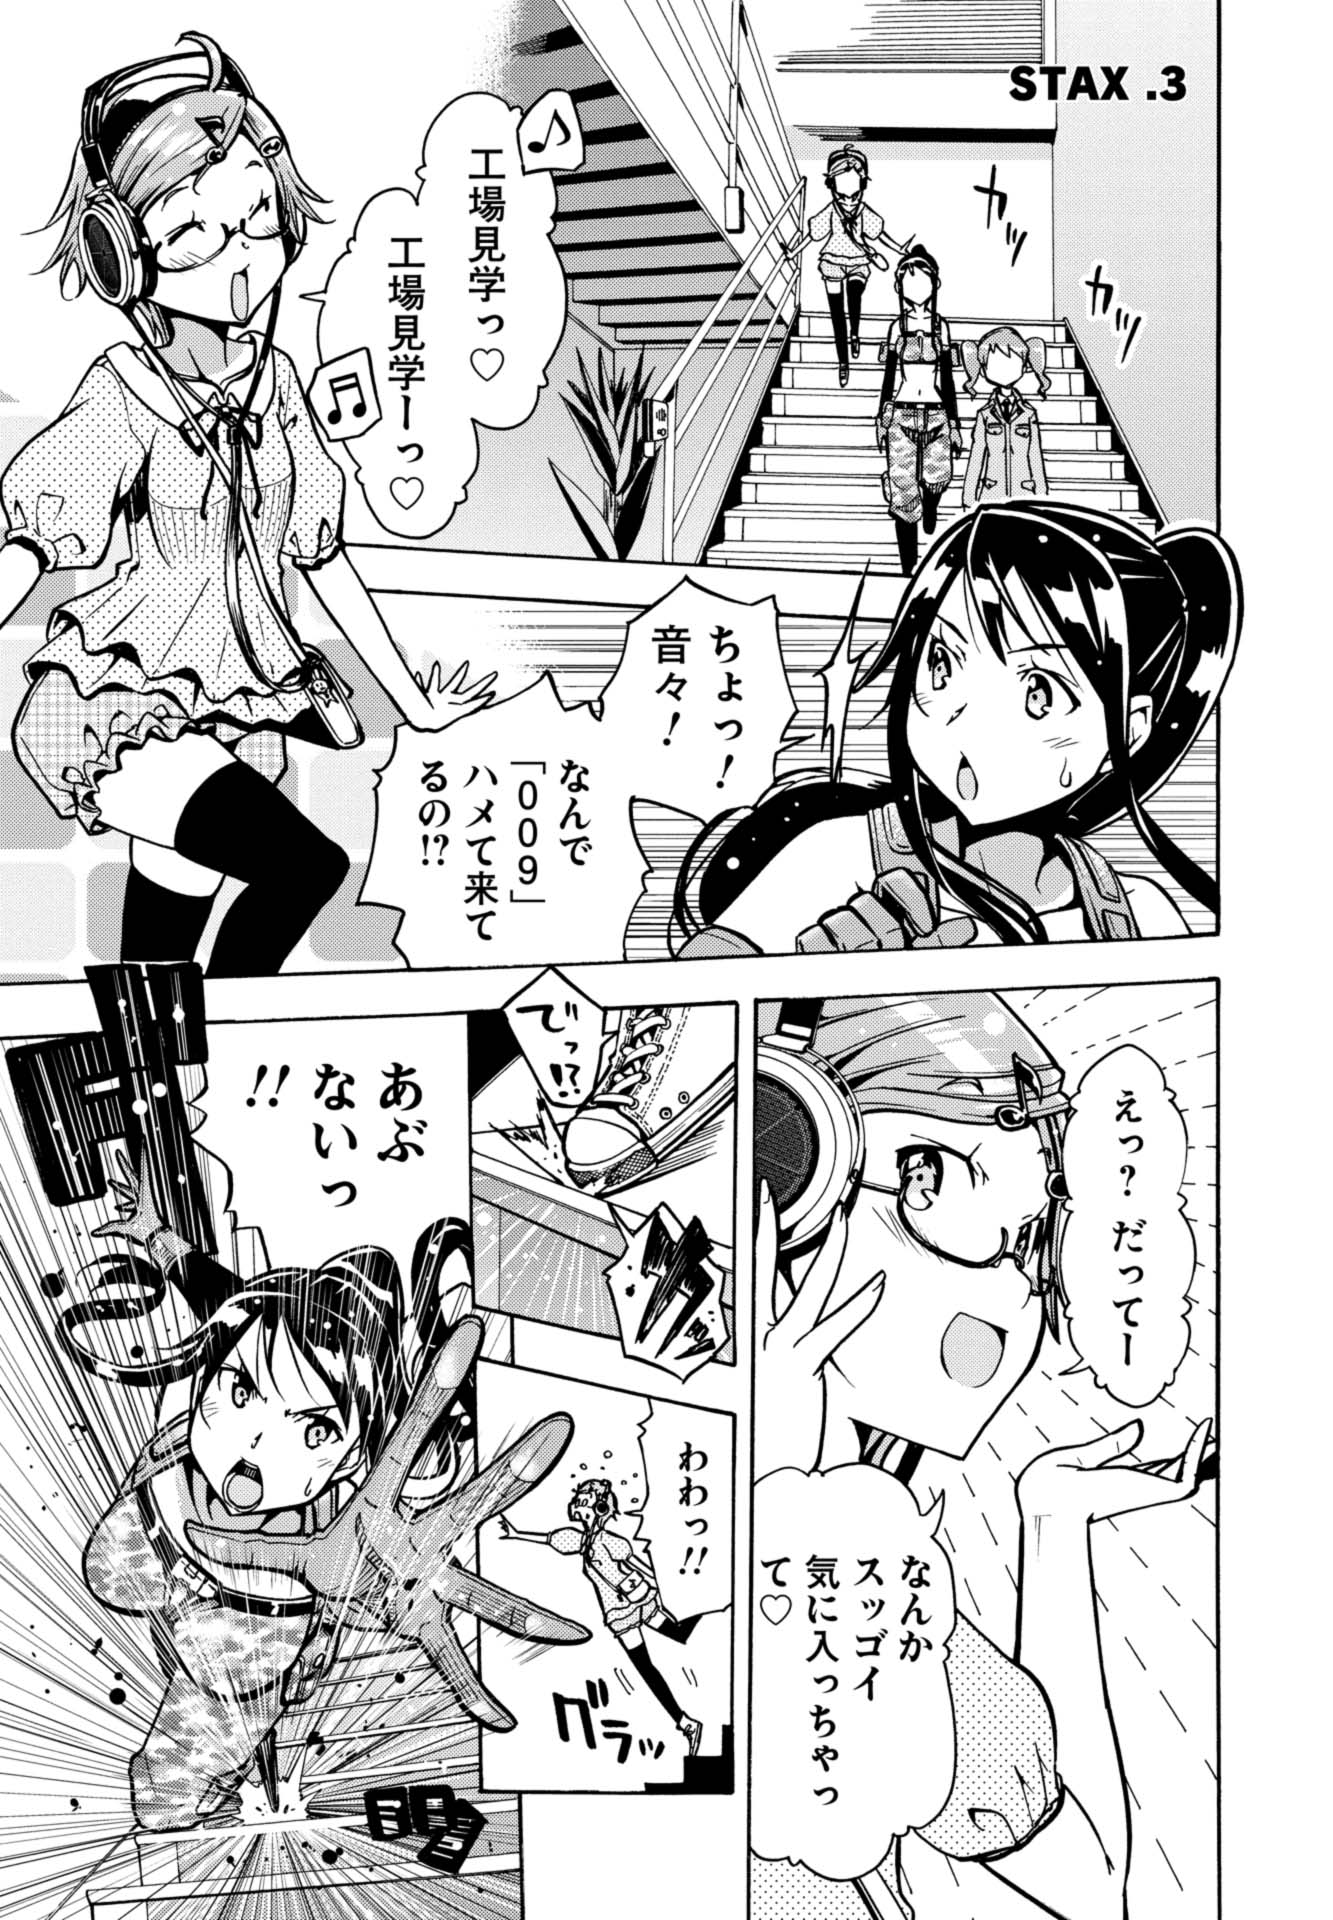 STAX .3
カッ
カツ
工場見学っ♡
工場見学ーっ♡
ちょっ！
音々！
なんで
「００９」
ハメて来て
るの!?
えっ？だってー
なんか
スッゴイ
気に入っちゃっ
て♡
でっ!?
わわっ!!
グラッ
あぶ
ないっ
!!